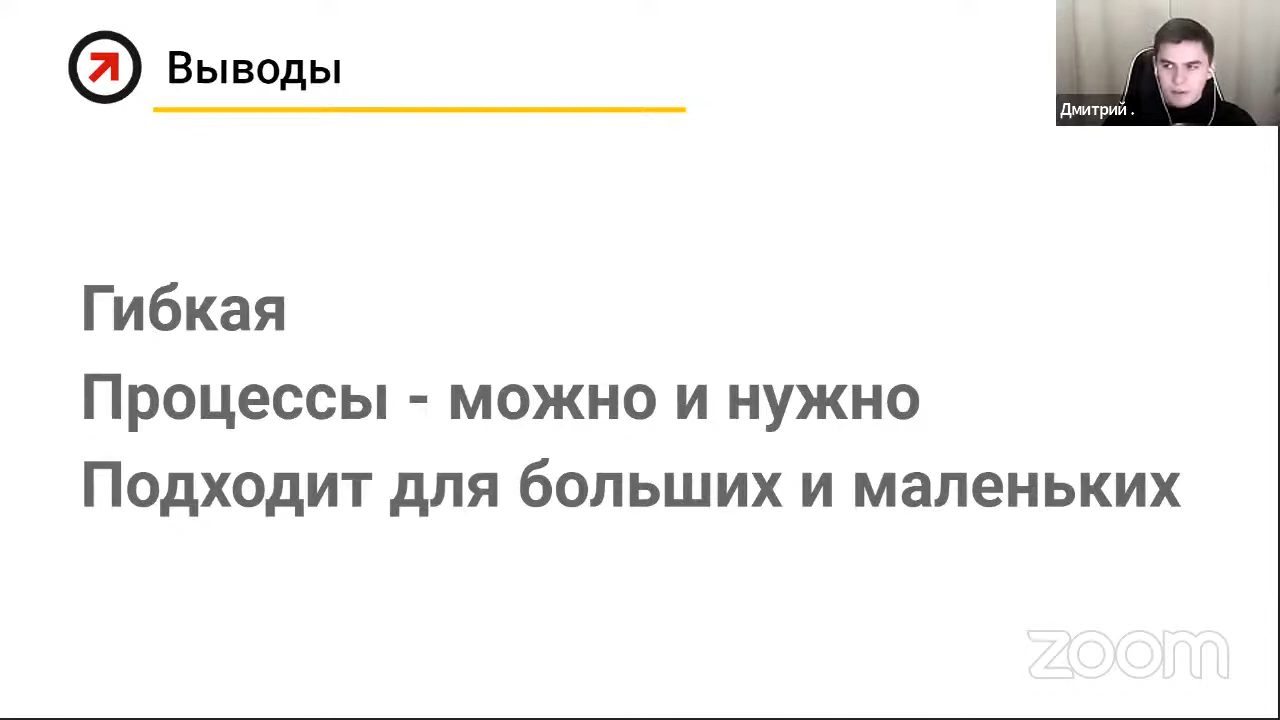 Выводы
Дмитрий .
Гибкая
Процессы - можно и нужно
Подходит для больших и маленьких
zoom